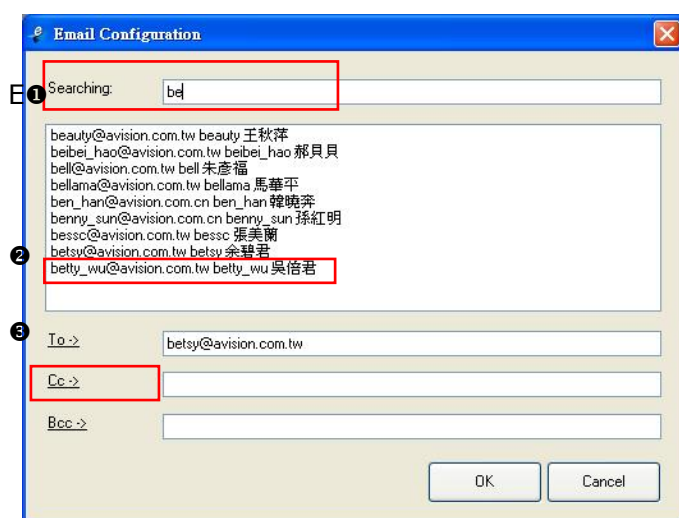 Email Configuration
E❶ Searching: be
beauty@avision.com.tw beauty 王秋萍
beibei_hao@avision.com.tw beibei_hao 郝貝貝
bell@avision.com.tw bell 朱彥福
bellama@avision.com.tw bellama 馬華平
ben_han@avision.com.cn ben_han 韓曉奔
benny_sun@avision.com.cn benny_sun 孫紅明
bessc@avision.com.tw bessc 張美蘭
❷ betsy@avision.com.tw betsy 余碧君
betty_wu@avision.com.tw betty_wu 吳倍君
❸ To -> betsy@avision.com.tw
Cc ->
Bcc ->
OK Cancel